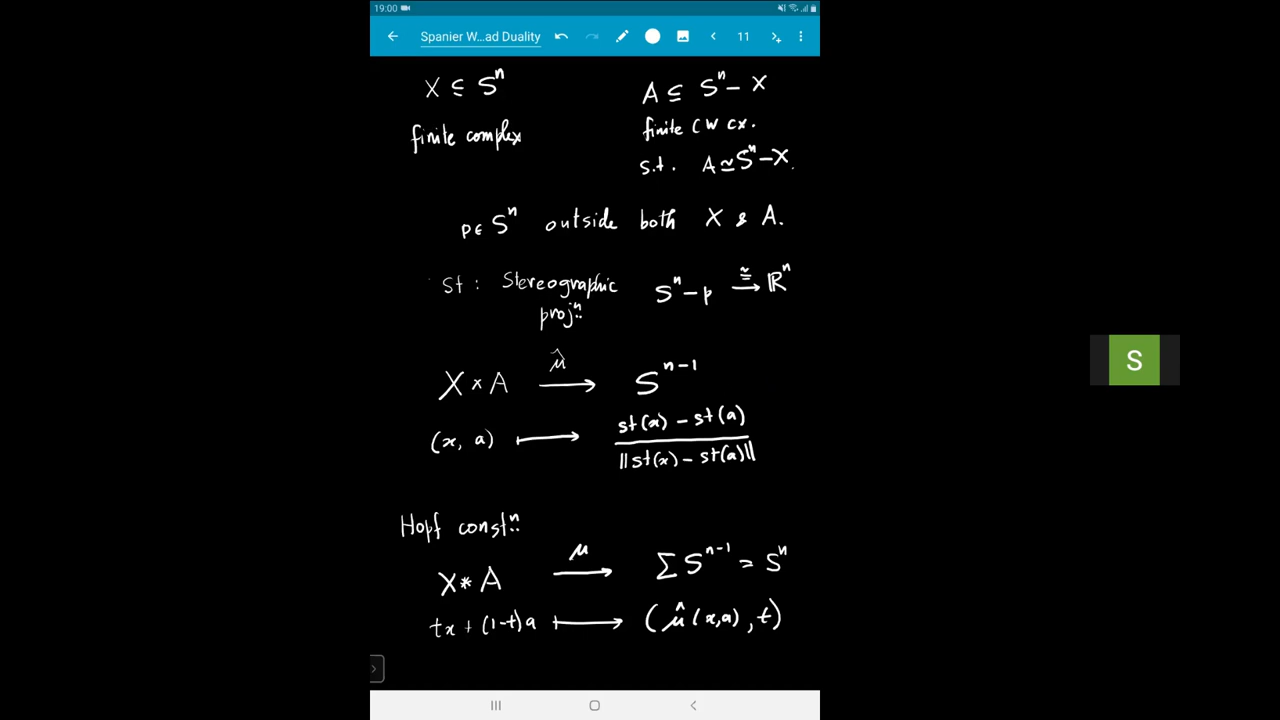 19:00
Spanier W...ad Duality 11
X ⊆ Sⁿ A ⊆ Sⁿ – X
finite complex finite CW cx.
s.t. A ≃ Sⁿ – X.
p ∈ Sⁿ outside both X & A.
St : Stereographic projⁿ. Sⁿ – p ≅→ ℝⁿ
X × A μ̂→ Sⁿ⁻¹
(x, a) ⟼ st(x) – st(a) / ||st(x) – st(a)||
Hopf constⁿ.
X * A μ→ Σ Sⁿ⁻¹ = Sⁿ
tx + (1-t)a ⟼ (μ̂(x,a), t)
S